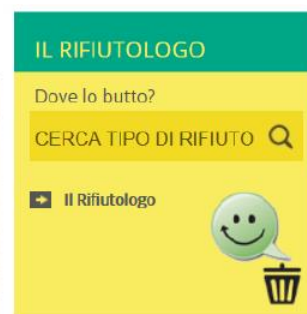 IL RIFIUTOLOGO
Dove lo butto?
CERCA TIPO DI RIFIUTO
Il Rifiutologo